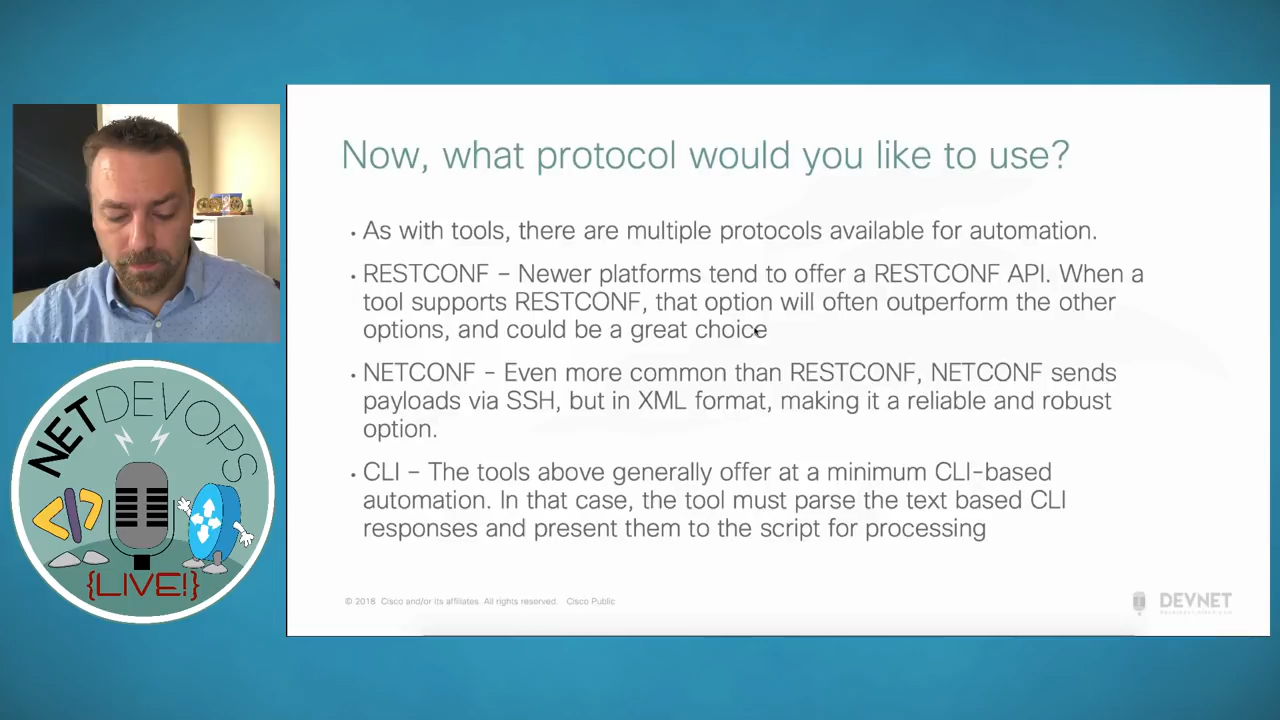 Now, what protocol would you like to use?
• As with tools, there are multiple protocols available for automation.
• RESTCONF – Newer platforms tend to offer a RESTCONF API. When a
tool supports RESTCONF, that option will often outperform the other
options, and could be a great choice
• NETCONF – Even more common than RESTCONF, NETCONF sends
payloads via SSH, but in XML format, making it a reliable and robust
option.
• CLI – The tools above generally offer at a minimum CLI-based
automation. In that case, the tool must parse the text based CLI
responses and present them to the script for processing
NETDEVOPS
</>
{LIVE!}
© 2018 Cisco and/or its affiliates. All rights reserved. Cisco Public
DEVNET